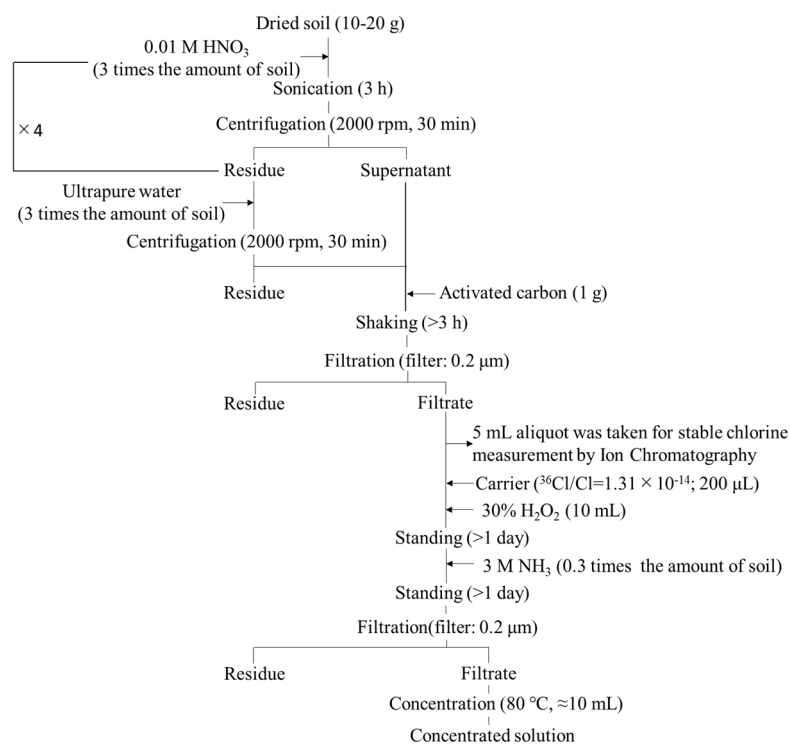 Dried soil (10-20 g)
0.01 M HNO₃
(3 times the amount of soil)
Sonication (3 h)
Centrifugation (2000 rpm, 30 min)
×4
Residue
Supernatant
Ultrapure water
(3 times the amount of soil)
Centrifugation (2000 rpm, 30 min)
Residue
Activated carbon (1 g)
Shaking (>3 h)
Filtration (filter: 0.2 μm)
Residue
Filtrate
5 mL aliquot was taken for stable chlorine
measurement by Ion Chromatography
Carrier (³⁶Cl/Cl=1.31 × 10⁻¹⁴; 200 μL)
30% H₂O₂ (10 mL)
Standing (>1 day)
3 M NH₃ (0.3 times the amount of soil)
Standing (>1 day)
Filtration(filter: 0.2 μm)
Residue
Filtrate
Concentration (80 ℃, ≈10 mL)
Concentrated solution